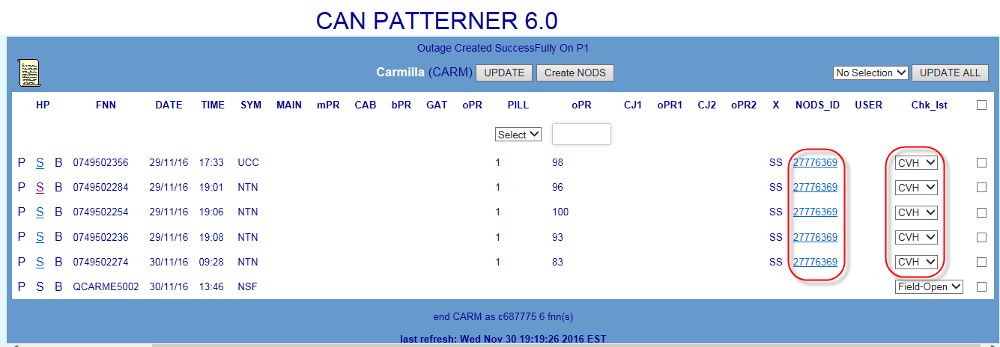 CAN PATTERNER 6.0
Outage Created SuccessFully On P1
Carmilla (CARM) UPDATE Create NODS No Selection UPDATE ALL
HP FNN DATE TIME SYM MAIN mPR CAB bPR GAT oPR PILL oPR CJ1 oPR1 CJ2 oPR2 X NODS_ID USER Chk_lst
Select
P S B 0749502356 29/11/16 17:33 UCC 1 98 SS 27776369 CVH
P S B 0749502284 29/11/16 19:01 NTN 1 96 SS 27776369 CVH
P S B 0749502254 29/11/16 19:06 NTN 1 100 SS 27776369 CVH
P S B 0749502236 29/11/16 19:08 NTN 1 93 SS 27776369 CVH
P S B 0749502274 30/11/16 09:28 NTN 1 83 SS 27776369 CVH
P S B QCARME5002 30/11/16 13:46 NSF Field-Open
end CARM as c687775 6 fnn(s)
last refresh: Wed Nov 30 19:19:26 2016 EST